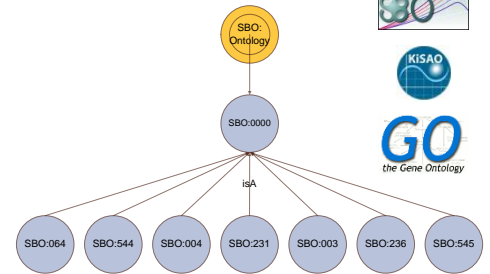 SBO:
Ontology
KiSAO
SBO:0000
GO
the Gene Ontology
isA
SBO:064
SBO:544
SBO:004
SBO:231
SBO:003
SBO:236
SBO:545